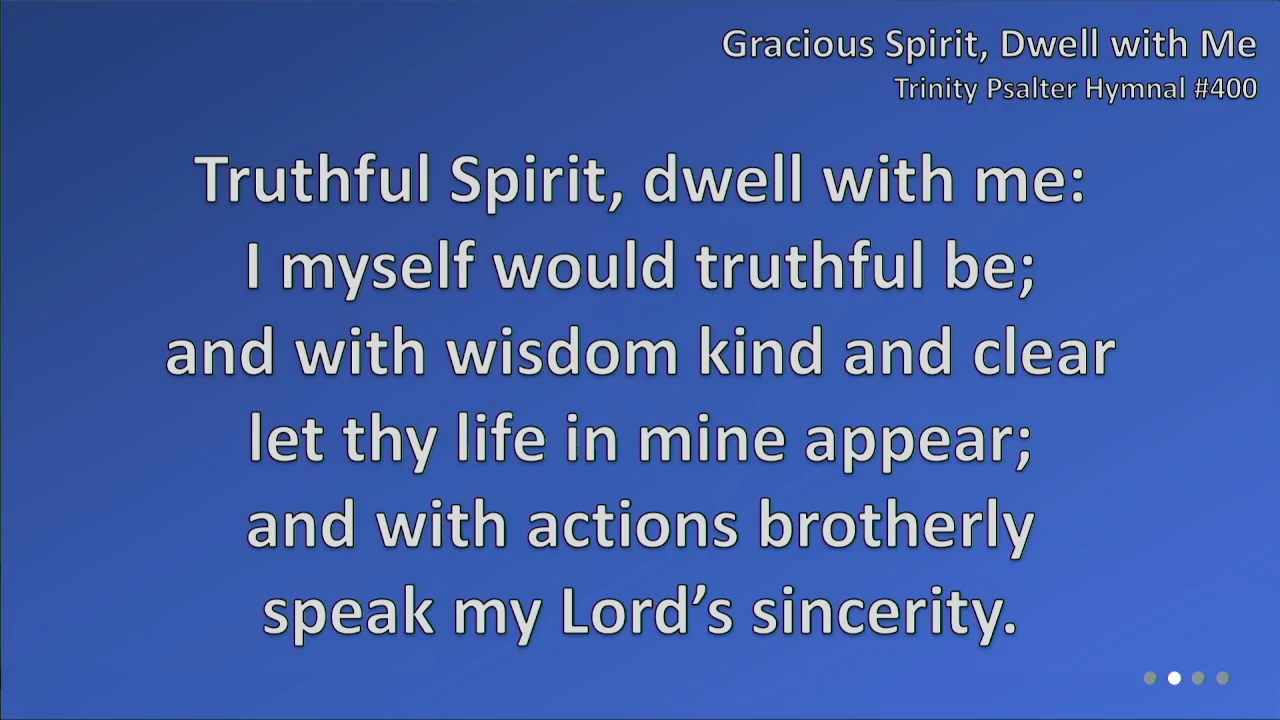 Gracious Spirit, Dwell with Me
Trinity Psalter Hymnal #400
Truthful Spirit, dwell with me:
I myself would truthful be;
and with wisdom kind and clear
let thy life in mine appear;
and with actions brotherly
speak my Lord’s sincerity.